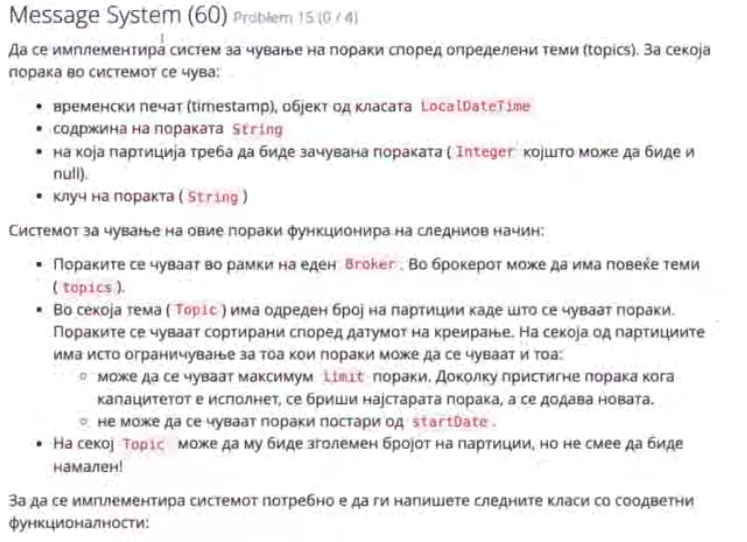 Message System (60) Problem 15 (0 / 4)
Да се имплементира систем за чување на пораки според определени теми (topics). За секоја
порака во системот се чува:
▪ временски печат (timestamp), објект од класата LocalDateTime
▪ содржина на пораката String
▪ на која партиција треба да биде зачувана пораката ( Integer којшто може да биде и
null).
▪ клуч на поракта ( String )
Системот за чување на овие пораки функционира на следниов начин:
▪ Пораките се чуваат во рамки на еден Broker . Во брокерот може да има повеќе теми
( topics ).
▪ Во секоја тема ( Topic ) има одреден број на партиции каде што се чуваат пораки.
Пораките се чуваат сортирани според датумот на креирање. На секоја од партициите
има исто ограничување за тоа кои пораки може да се чуваат и тоа:
○ може да се чуваат максимум limit пораки. Доколку пристигне порака кога
капацитетот е исполнет, се бриши најстарата порака, а се додава новата.
○ не може да се чуваат пораки постари од startDate .
▪ На секој Topic може да му биде зголемен бројот на партиции, но не смее да биде
намален!
За да се имплементира системот потребно е да ги напишете следните класи со соодветни
функционалности: